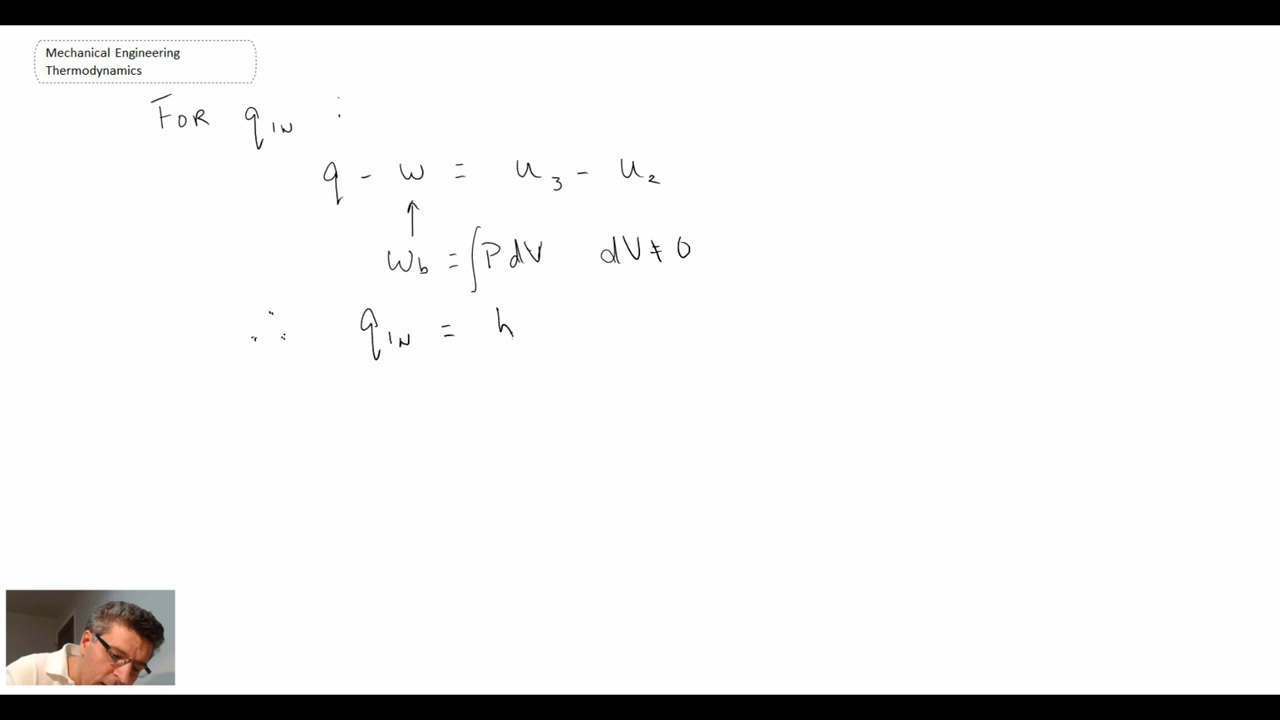 Mechanical Engineering
Thermodynamics
FOR q_IN :
q - w = u_3 - u_2
↑
w_b = ∫PdV dV ≠ 0
∴ q_IN = h